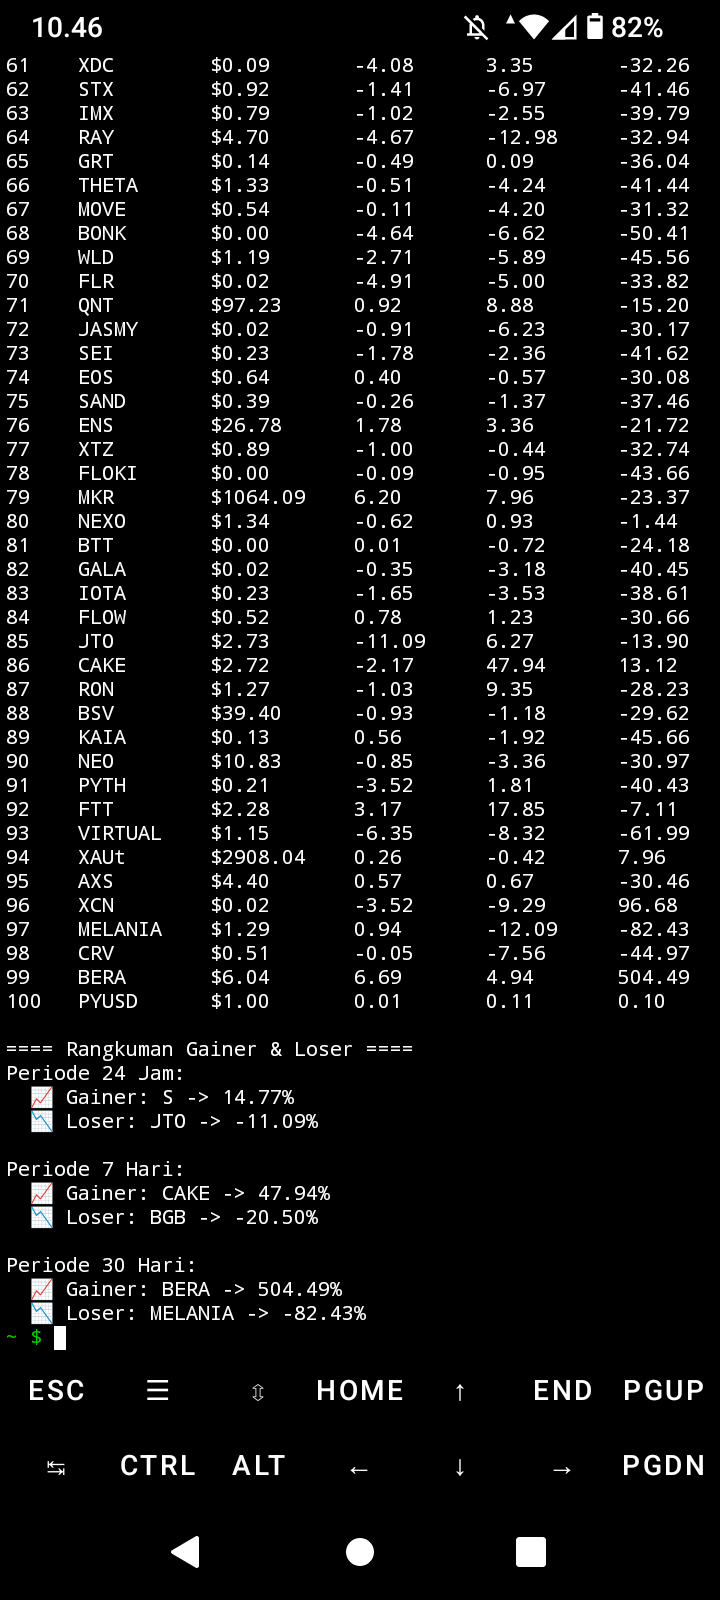 10.46 82%
61 XDC $0.09 -4.08 3.35 -32.26
62 STX $0.92 -1.41 -6.97 -41.46
63 IMX $0.79 -1.02 -2.55 -39.79
64 RAY $4.70 -4.67 -12.98 -32.94
65 GRT $0.14 -0.49 0.09 -36.04
66 THETA $1.33 -0.51 -4.24 -41.44
67 MOVE $0.54 -0.11 -4.20 -31.32
68 BONK $0.00 -4.64 -6.62 -50.41
69 WLD $1.19 -2.71 -5.89 -45.56
70 FLR $0.02 -4.91 -5.00 -33.82
71 QNT $97.23 0.92 8.88 -15.20
72 JASMY $0.02 -0.91 -6.23 -30.17
73 SEI $0.23 -1.78 -2.36 -41.62
74 EOS $0.64 0.40 -0.57 -30.08
75 SAND $0.39 -0.26 -1.37 -37.46
76 ENS $26.78 1.78 3.36 -21.72
77 XTZ $0.89 -1.00 -0.44 -32.74
78 FLOKI $0.00 -0.09 -0.95 -43.66
79 MKR $1064.09 6.20 7.96 -23.37
80 NEXO $1.34 -0.62 0.93 -1.44
81 BTT $0.00 0.01 -0.72 -24.18
82 GALA $0.02 -0.35 -3.18 -40.45
83 IOTA $0.23 -1.65 -3.53 -38.61
84 FLOW $0.52 0.78 1.23 -30.66
85 JTO $2.73 -11.09 6.27 -13.90
86 CAKE $2.72 -2.17 47.94 13.12
87 RON $1.27 -1.03 9.35 -28.23
88 BSV $39.40 -0.93 -1.18 -29.62
89 KAIA $0.13 0.56 -1.92 -45.66
90 NEO $10.83 -0.85 -3.36 -30.97
91 PYTH $0.21 -3.52 1.81 -40.43
92 FTT $2.28 3.17 17.85 -7.11
93 VIRTUAL $1.15 -6.35 -8.32 -61.99
94 XAUt $2908.04 0.26 -0.42 7.96
95 AXS $4.40 0.57 0.67 -30.46
96 XCN $0.02 -3.52 -9.29 96.68
97 MELANIA $1.29 0.94 -12.09 -82.43
98 CRV $0.51 -0.05 -7.56 -44.97
99 BERA $6.04 6.69 4.94 504.49
100 PYUSD $1.00 0.01 0.11 0.10
==== Rangkuman Gainer & Loser ====
Periode 24 Jam:
📈 Gainer: S -> 14.77%
📉 Loser: JTO -> -11.09%
Periode 7 Hari:
📈 Gainer: CAKE -> 47.94%
📉 Loser: BGB -> -20.50%
Periode 30 Hari:
📈 Gainer: BERA -> 504.49%
📉 Loser: MELANIA -> -82.43%
~ $
ESC ☰ ⇳ HOME ↑ END PGUP
↹ CTRL ALT ← ↓ → PGDN